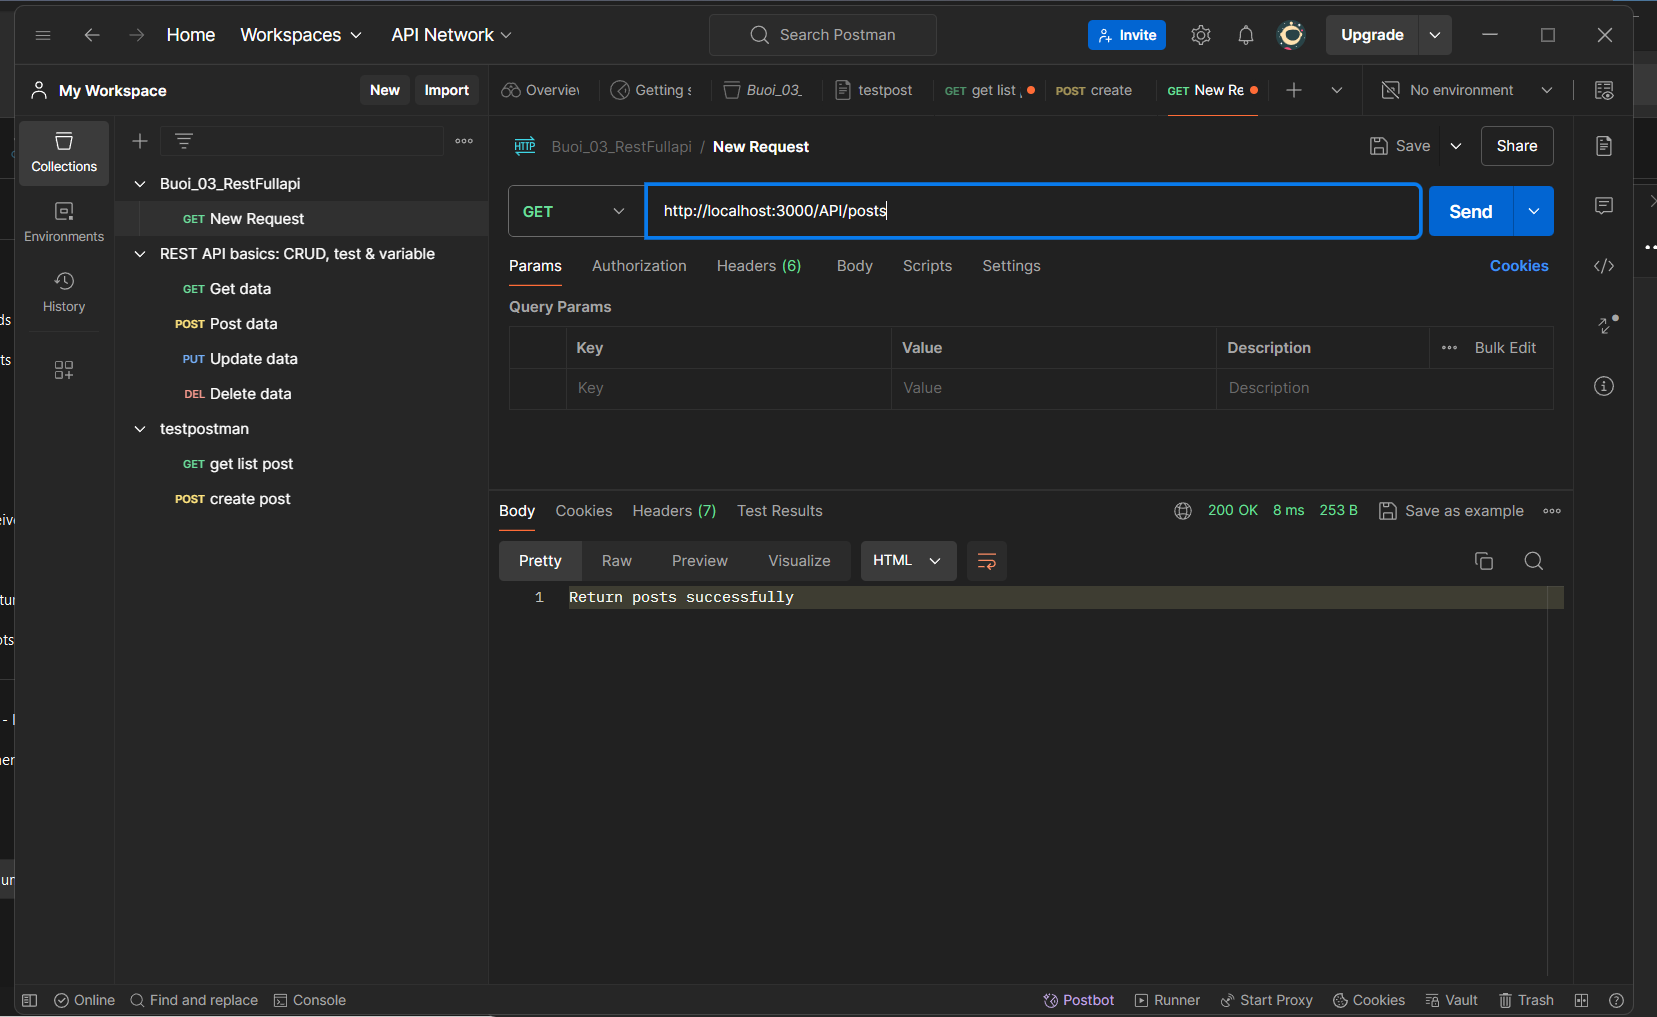 Home Workspaces API Network Search Postman Invite Upgrade
My Workspace New Import Overvie Getting s Buoi_03_ testpost GET get list POST create GET New Re No environment
Collections
Environments
History
Buoi_03_RestFullapi
GET New Request
REST API basics: CRUD, test & variable
GET Get data
POST Post data
PUT Update data
DEL Delete data
testpostman
GET get list post
POST create post
HTTP Buoi_03_RestFullapi / New Request Save Share
GET http://localhost:3000/API/posts Send
Params Authorization Headers (6) Body Scripts Settings Cookies
Query Params
Key Value Description Bulk Edit
Key Value Description
Body Cookies Headers (7) Test Results 200 OK 8 ms 253 B Save as example
Pretty Raw Preview Visualize HTML
1 Return posts successfully
Online Find and replace Console Postbot Runner Start Proxy Cookies Vault Trash